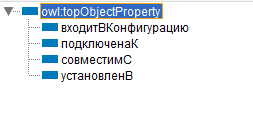 owl:topObjectProperty
входитВКонфигурацию
подключенаК
совместимС
установленВ